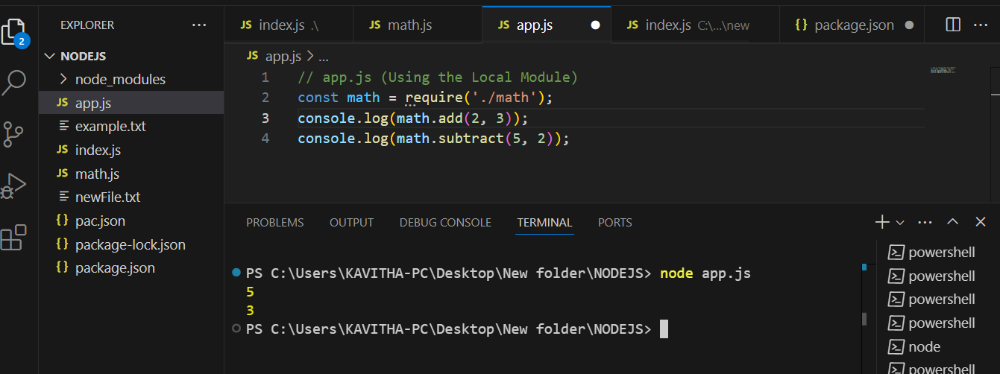 EXPLORER ...
NODEJS
node_modules
JS app.js
example.txt
JS index.js
JS math.js
newFile.txt
{} pac.json
{} package-lock.json
{} package.json
2
JS index.js .\ JS math.js JS app.js JS index.js C:\...\new {} package.json ...
JS app.js > ...
1 // app.js (Using the Local Module)
2 const math = require('./math');
3 console.log(math.add(2, 3));
4 console.log(math.subtract(5, 2));
PROBLEMS OUTPUT DEBUG CONSOLE TERMINAL PORTS ...
PS C:\Users\KAVITHA-PC\Desktop\New folder\NODEJS> node app.js
5
3
PS C:\Users\KAVITHA-PC\Desktop\New folder\NODEJS>
powershell
powershell
powershell
powershell
node
powershell